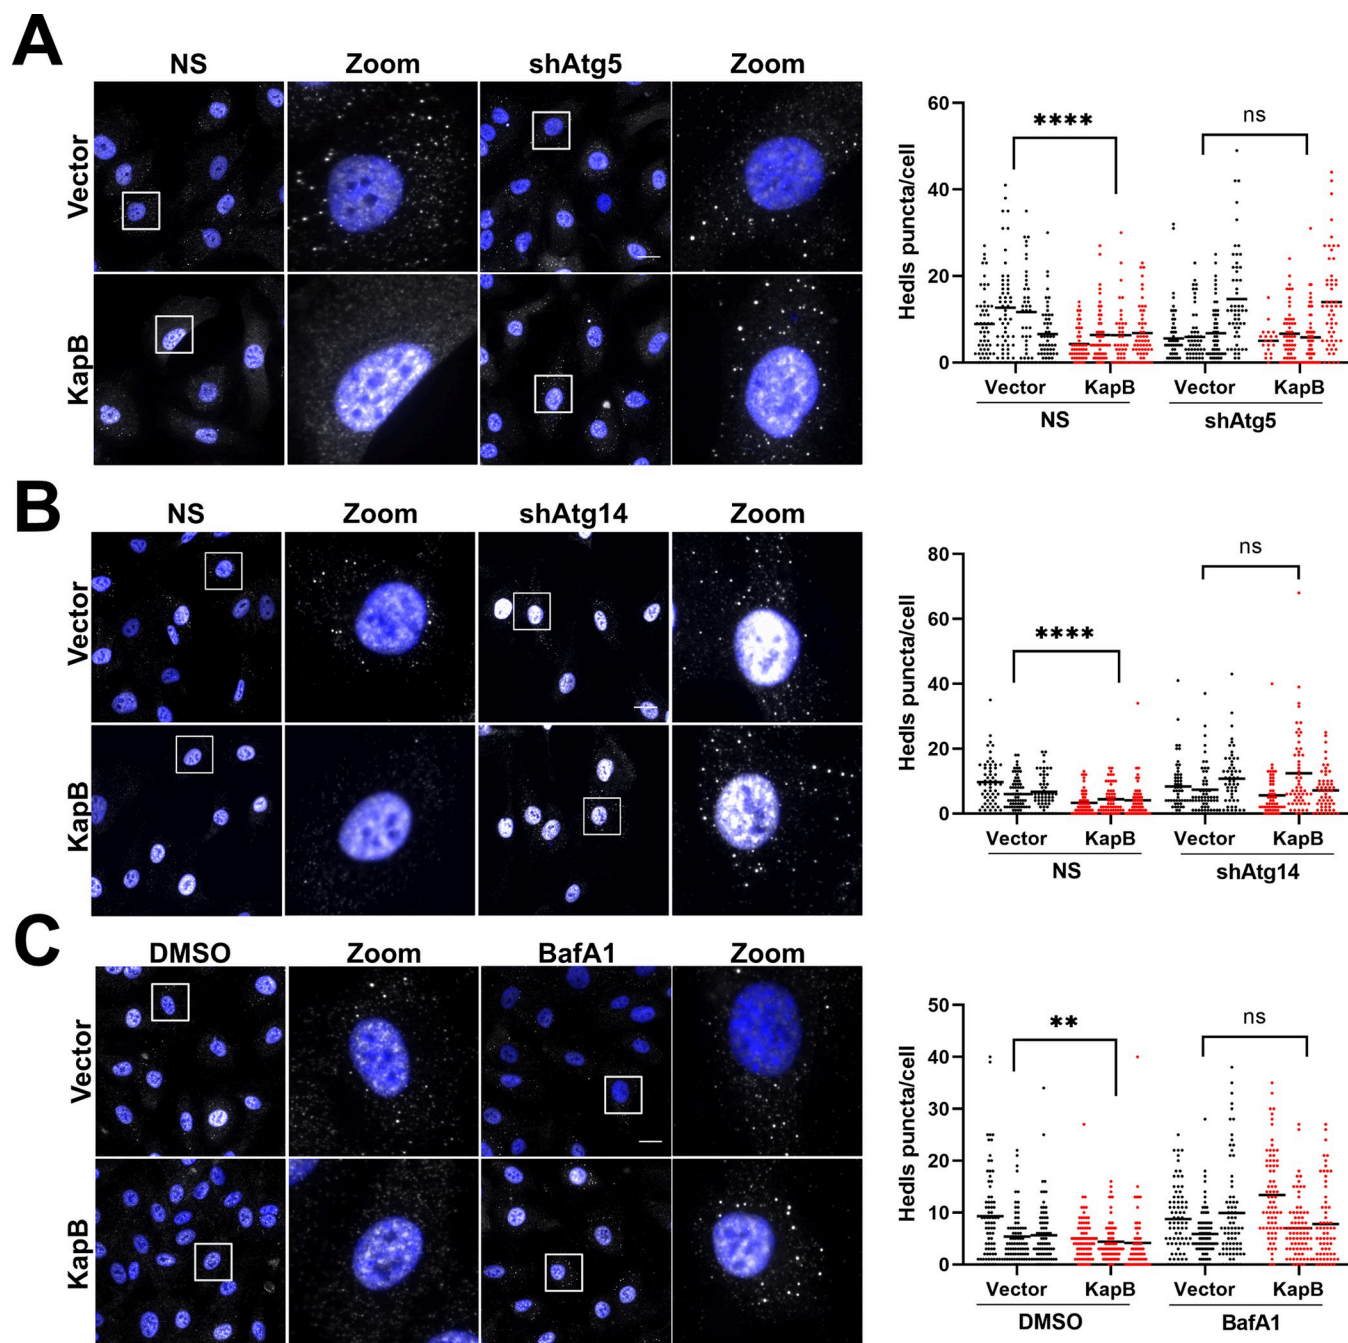 A
NS Zoom shAtg5 Zoom
Vector
KapB
Hedls puncta/cell
60
40
20
0
**** ns
Vector KapB Vector KapB
NS shAtg5
B
NS Zoom shAtg14 Zoom
Vector
KapB
Hedls puncta/cell
80
60
40
20
0
**** ns
Vector KapB Vector KapB
NS shAtg14
C
DMSO Zoom BafA1 Zoom
Vector
KapB
Hedls puncta/cell
50
40
30
20
10
0
** ns
Vector KapB Vector KapB
DMSO BafA1